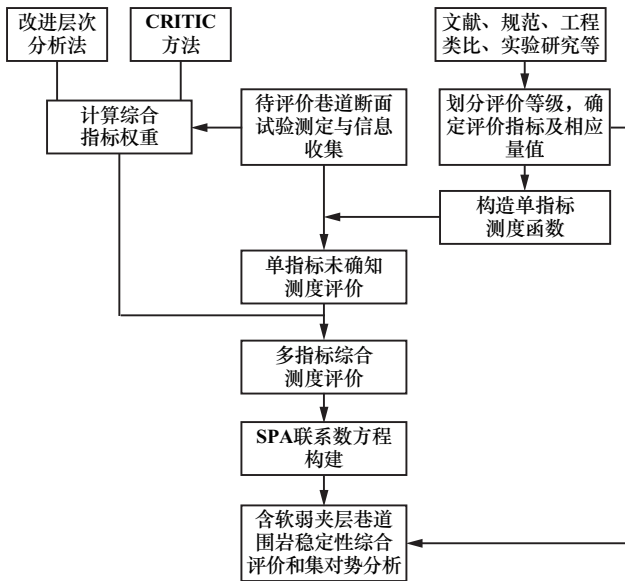 改进层次
分析法
CRITIC
方法
文献、规范、工程
类比、实验研究等
计算综合
指标权重
待评价巷道断面
试验测定与信息
收集
划分评价等级，确
定评价指标及相应
量值
构造单指标
测度函数
单指标未确知
测度评价
多指标综合
测度评价
SPA联系数方程
构建
含软弱夹层巷道
围岩稳定性综合
评价和集对势分析